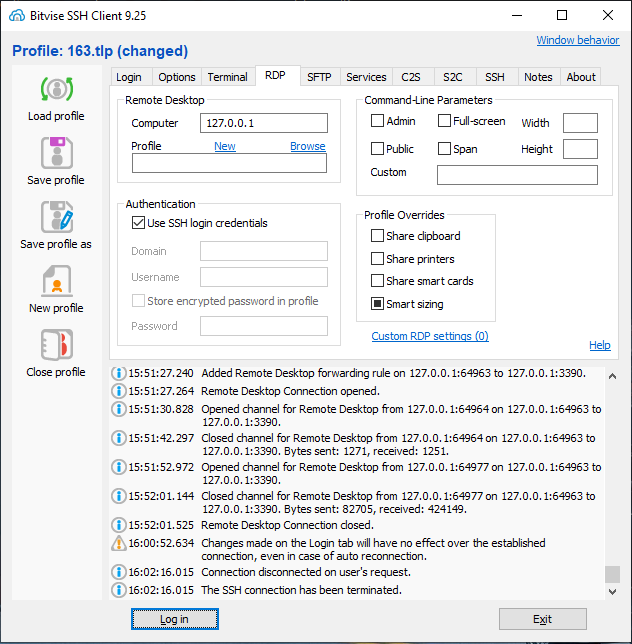 Bitvise SSH Client 9.25
Window behavior
Profile: 163.tlp (changed)
Load profile
Save profile
Save profile as
New profile
Close profile
Login Options Terminal RDP SFTP Services C2S S2C SSH Notes About
Remote Desktop
Computer 127.0.0.1
Profile New Browse
Authentication
Use SSH login credentials
Domain
Username
Store encrypted password in profile
Password
Command-Line Parameters
Admin Full-screen Width
Public Span Height
Custom
Profile Overrides
Share clipboard
Share printers
Share smart cards
Smart sizing
Custom RDP settings (0)
Help
15:51:27.240 Added Remote Desktop forwarding rule on 127.0.0.1:64963 to 127.0.0.1:3390.
15:51:27.264 Remote Desktop Connection opened.
15:51:30.828 Opened channel for Remote Desktop from 127.0.0.1:64964 on 127.0.0.1:64963 to
127.0.0.1:3390.
15:51:42.297 Closed channel for Remote Desktop from 127.0.0.1:64964 on 127.0.0.1:64963 to
127.0.0.1:3390. Bytes sent: 1271, received: 1251.
15:51:52.972 Opened channel for Remote Desktop from 127.0.0.1:64977 on 127.0.0.1:64963 to
127.0.0.1:3390.
15:52:01.144 Closed channel for Remote Desktop from 127.0.0.1:64977 on 127.0.0.1:64963 to
127.0.0.1:3390. Bytes sent: 82705, received: 424149.
15:52:01.525 Remote Desktop Connection closed.
16:00:52.634 Changes made on the Login tab will have no effect over the established
connection, even in case of auto reconnection.
16:02:16.015 Connection disconnected on user's request.
16:02:16.015 The SSH connection has been terminated.
Log in
Exit